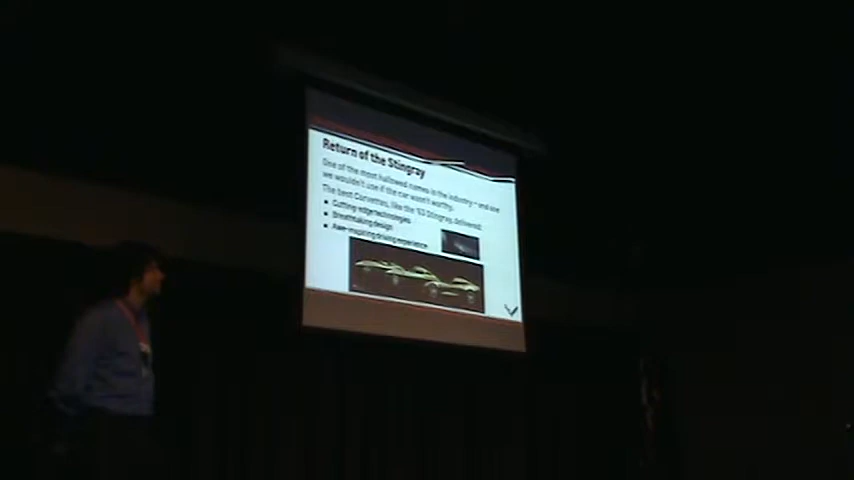 Return of the Stingray
One of the most hallowed names in the industry – and one
we wouldn't use if the car wasn't worthy.
The best Corvettes, like the '63 Stingray, delivered:
▪ Cutting edge technologies
▪ Breathtaking design
▪ Awe-inspiring driving experience